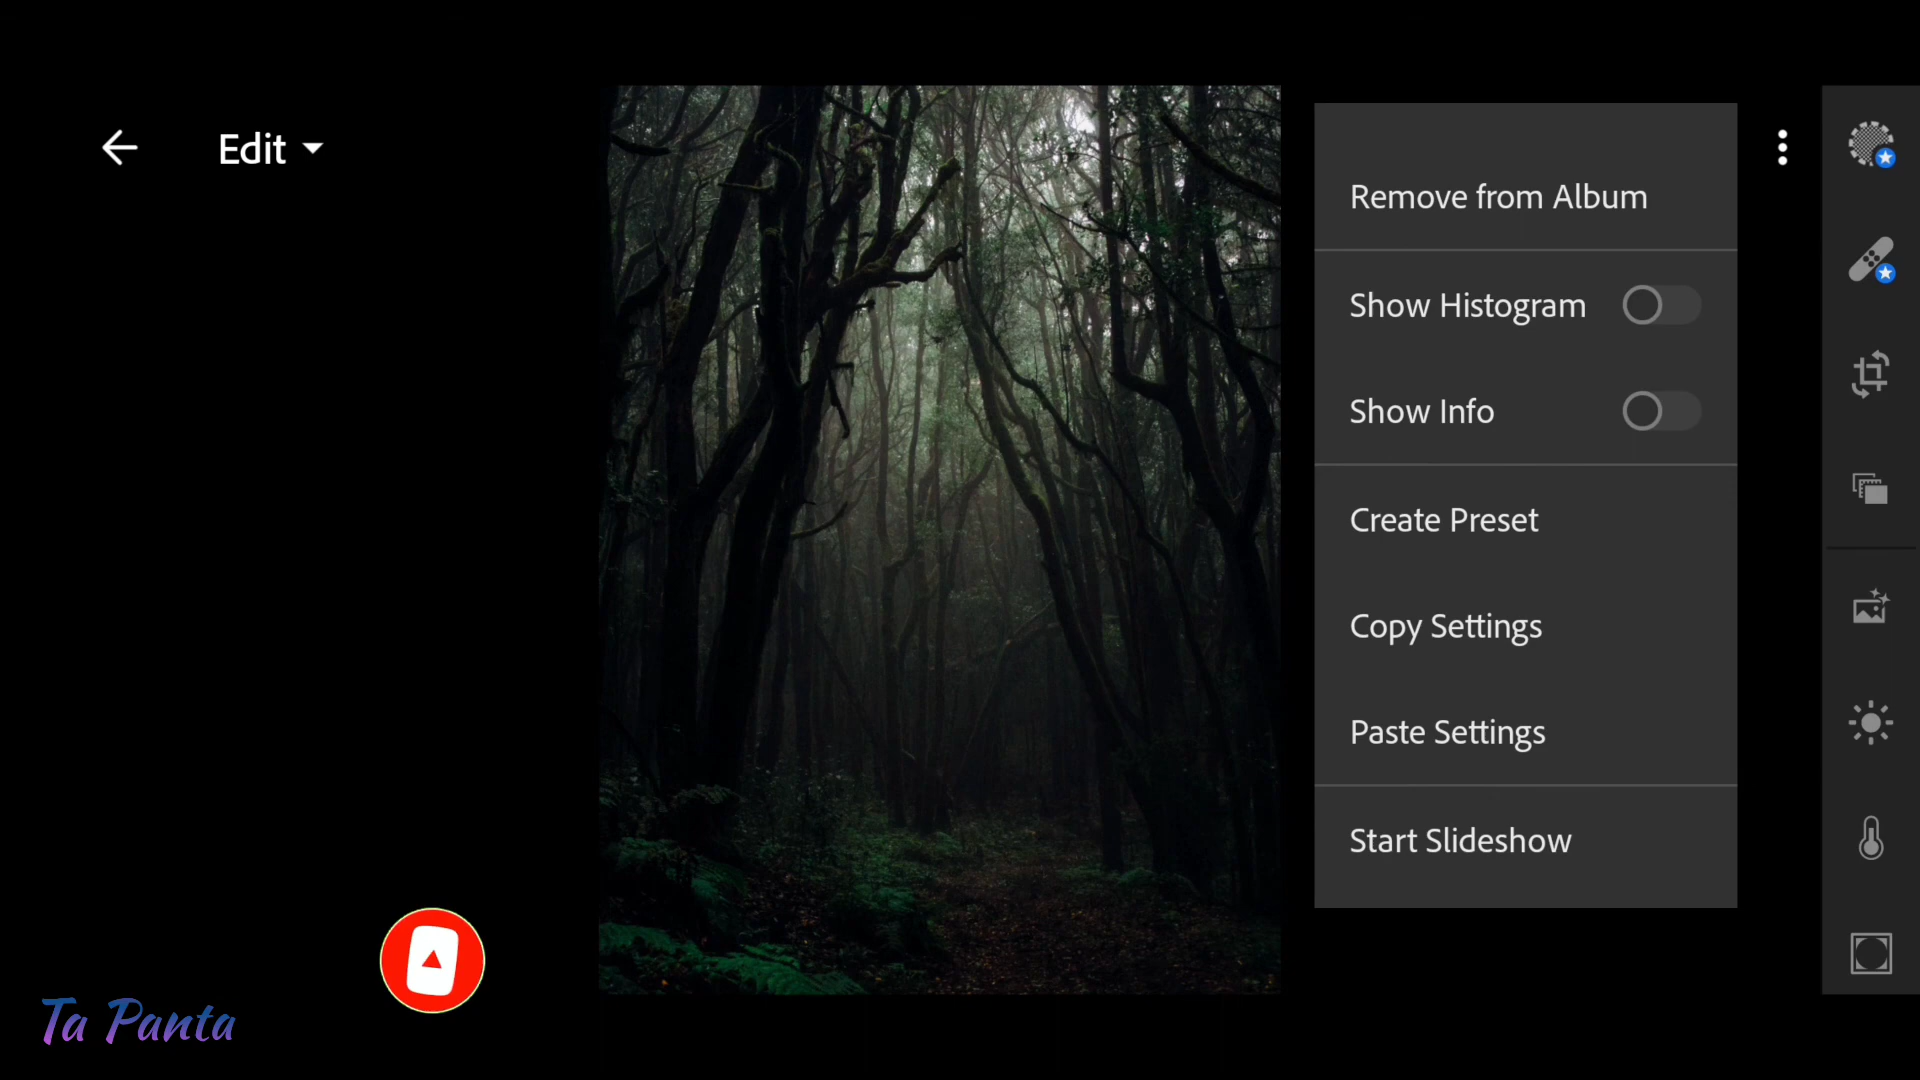 Edit
Remove from Album
Show Histogram
Show Info
Create Preset
Copy Settings
Paste Settings
Start Slideshow
Ta Panta